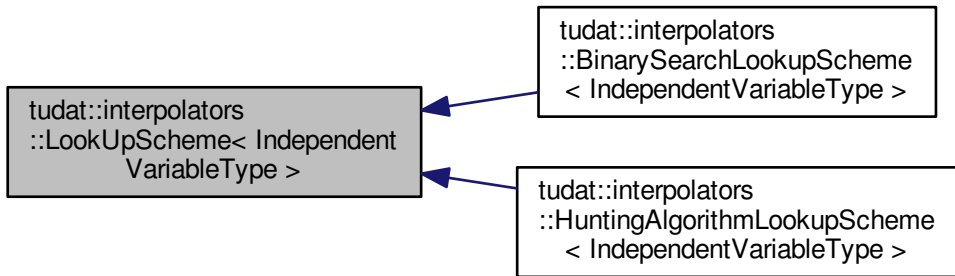 tudat::interpolators
::LookUpScheme< Independent
VariableType >
tudat::interpolators
::BinarySearchLookupScheme
< IndependentVariableType >
tudat::interpolators
::HuntingAlgorithmLookupScheme
< IndependentVariableType >